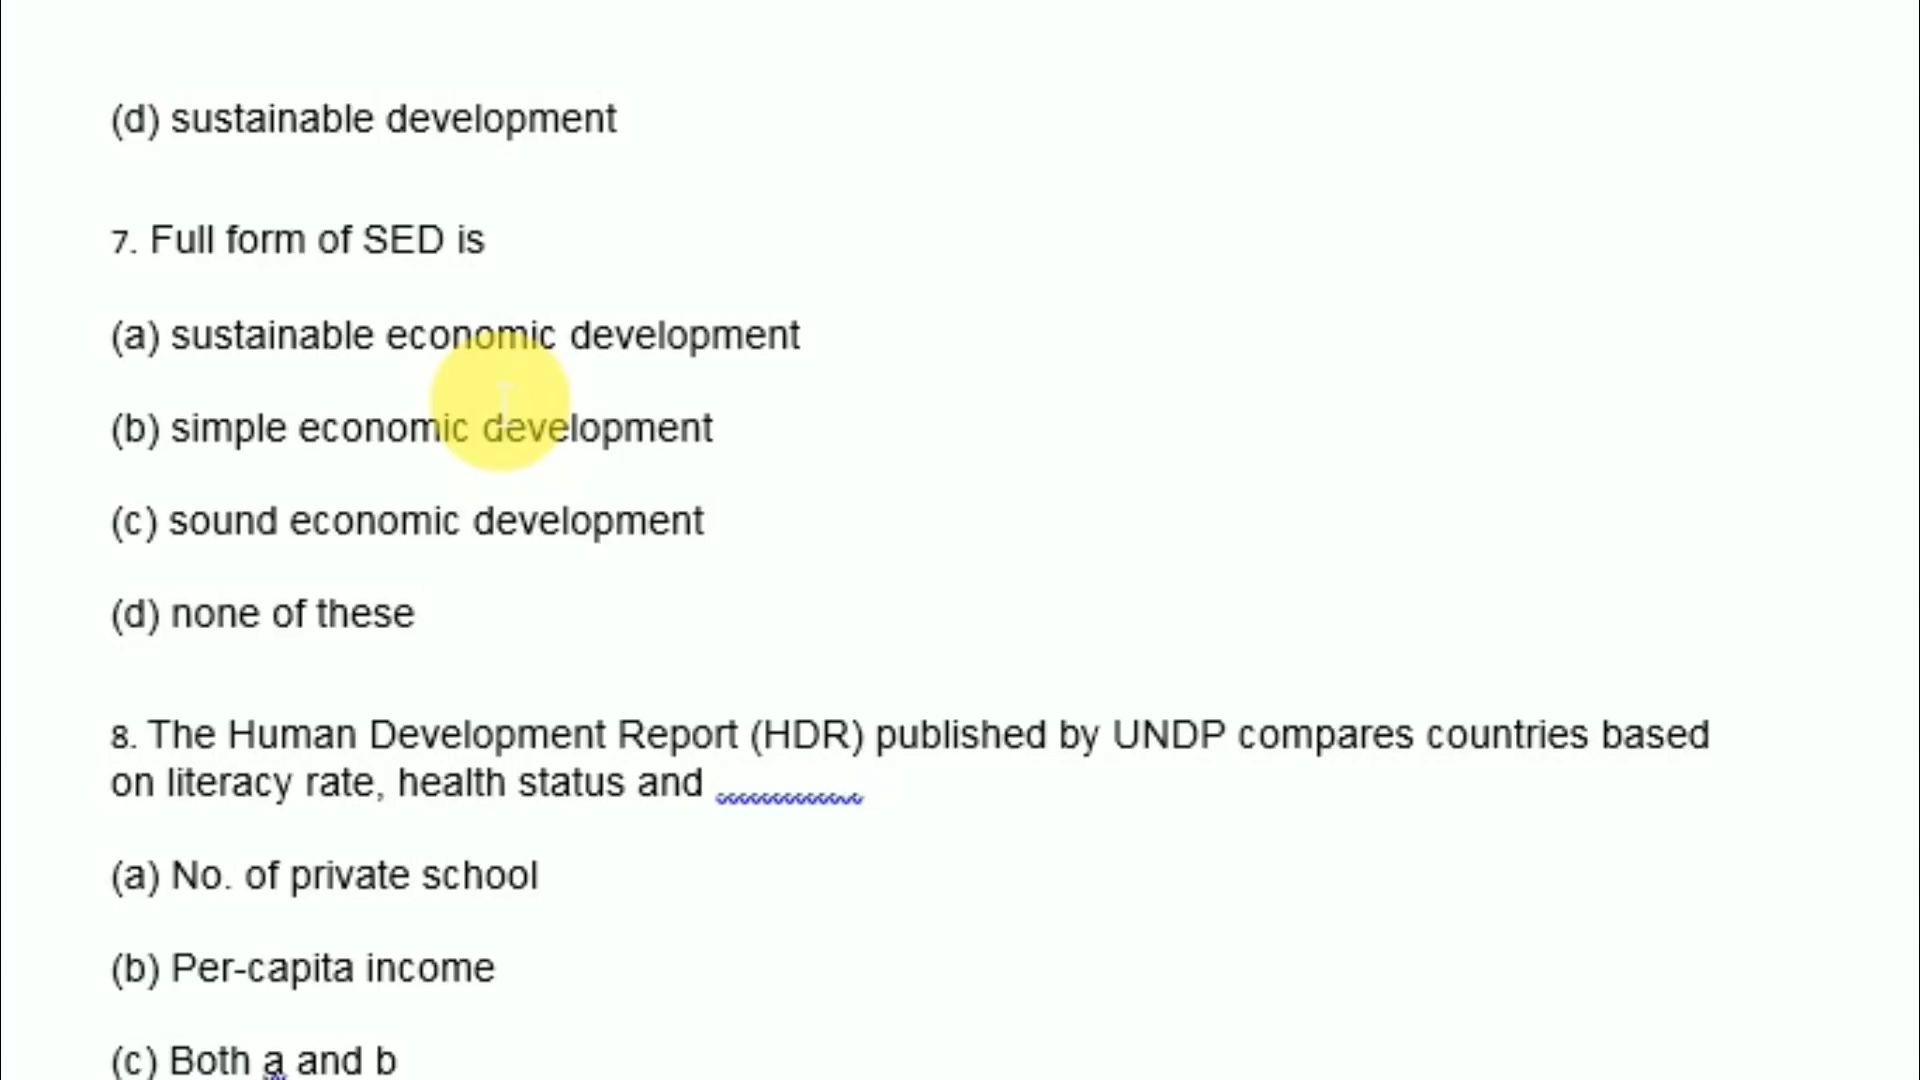 (d) sustainable development
7. Full form of SED is
(a) sustainable economic development
(b) simple economic development
(c) sound economic development
(d) none of these
8. The Human Development Report (HDR) published by UNDP compares countries based
on literacy rate, health status and
(a) No. of private school
(b) Per-capita income
(c) Both a and b